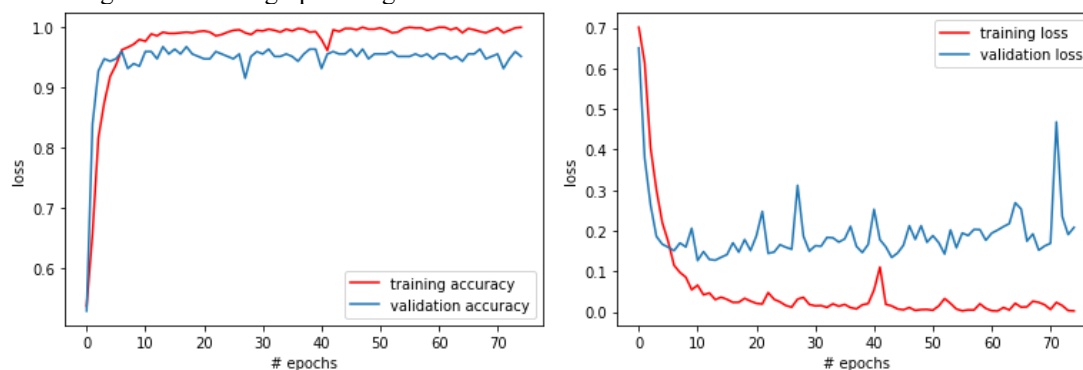 1.0
0.9
0.8
0.7
0.6
loss
0 10 20 30 40 50 60 70
# epochs
training accuracy
validation accuracy
0.7
0.6
0.5
0.4
0.3
0.2
0.1
0.0
loss
0 10 20 30 40 50 60 70
# epochs
training loss
validation loss